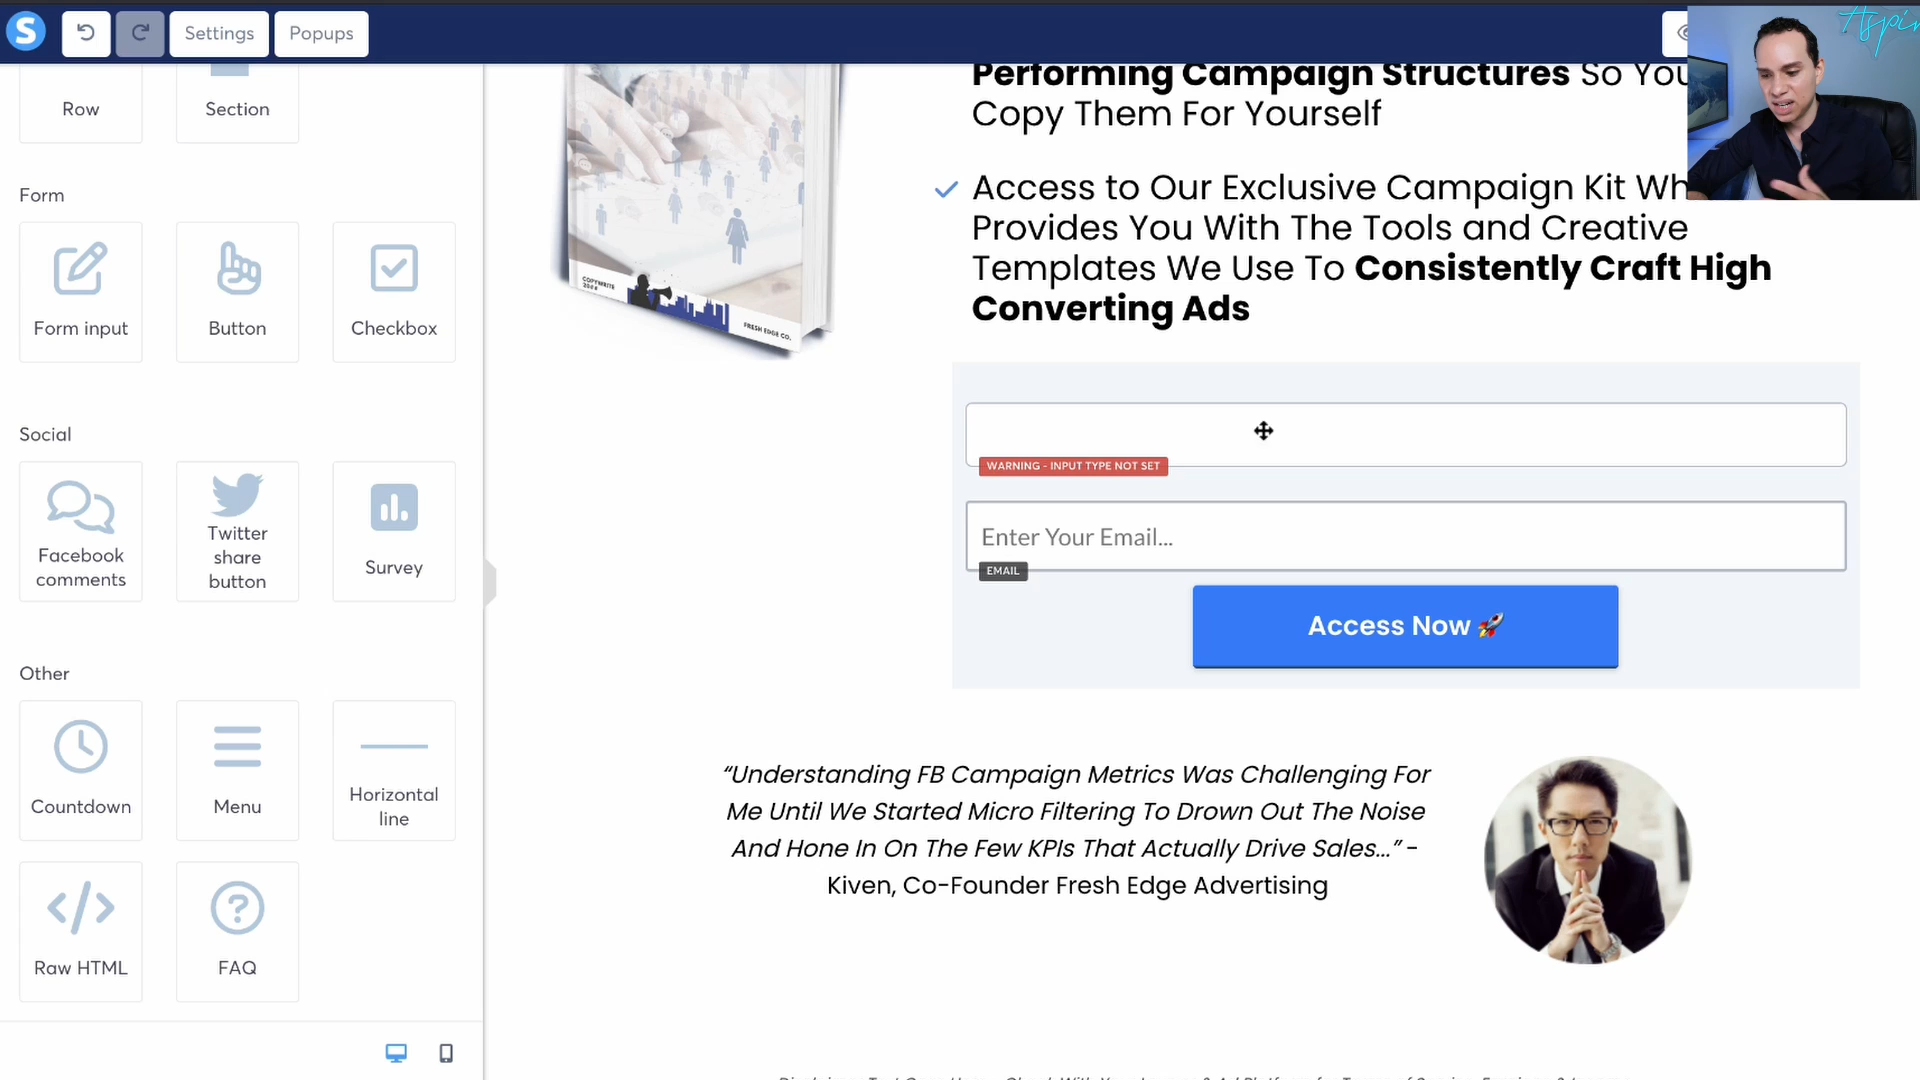 S
Settings
Popups
Row
Section
Form
Form input
Button
Checkbox
Social
Facebook
comments
Twitter
share
button
Survey
Other
Countdown
Menu
Horizontal
line
Raw HTML
FAQ
COPYWRITE
FRESH EDGE CO.
Performing Campaign Structures So You
Copy Them For Yourself
Access to Our Exclusive Campaign Kit Wh
Provides You With The Tools and Creative
Templates We Use To Consistently Craft High
Converting Ads
WARNING - INPUT TYPE NOT SET
Enter Your Email...
EMAIL
Access Now 🚀
“Understanding FB Campaign Metrics Was Challenging For
Me Until We Started Micro Filtering To Drown Out The Noise
And Hone In On The Few KPIs That Actually Drive Sales...” -
Kiven, Co-Founder Fresh Edge Advertising